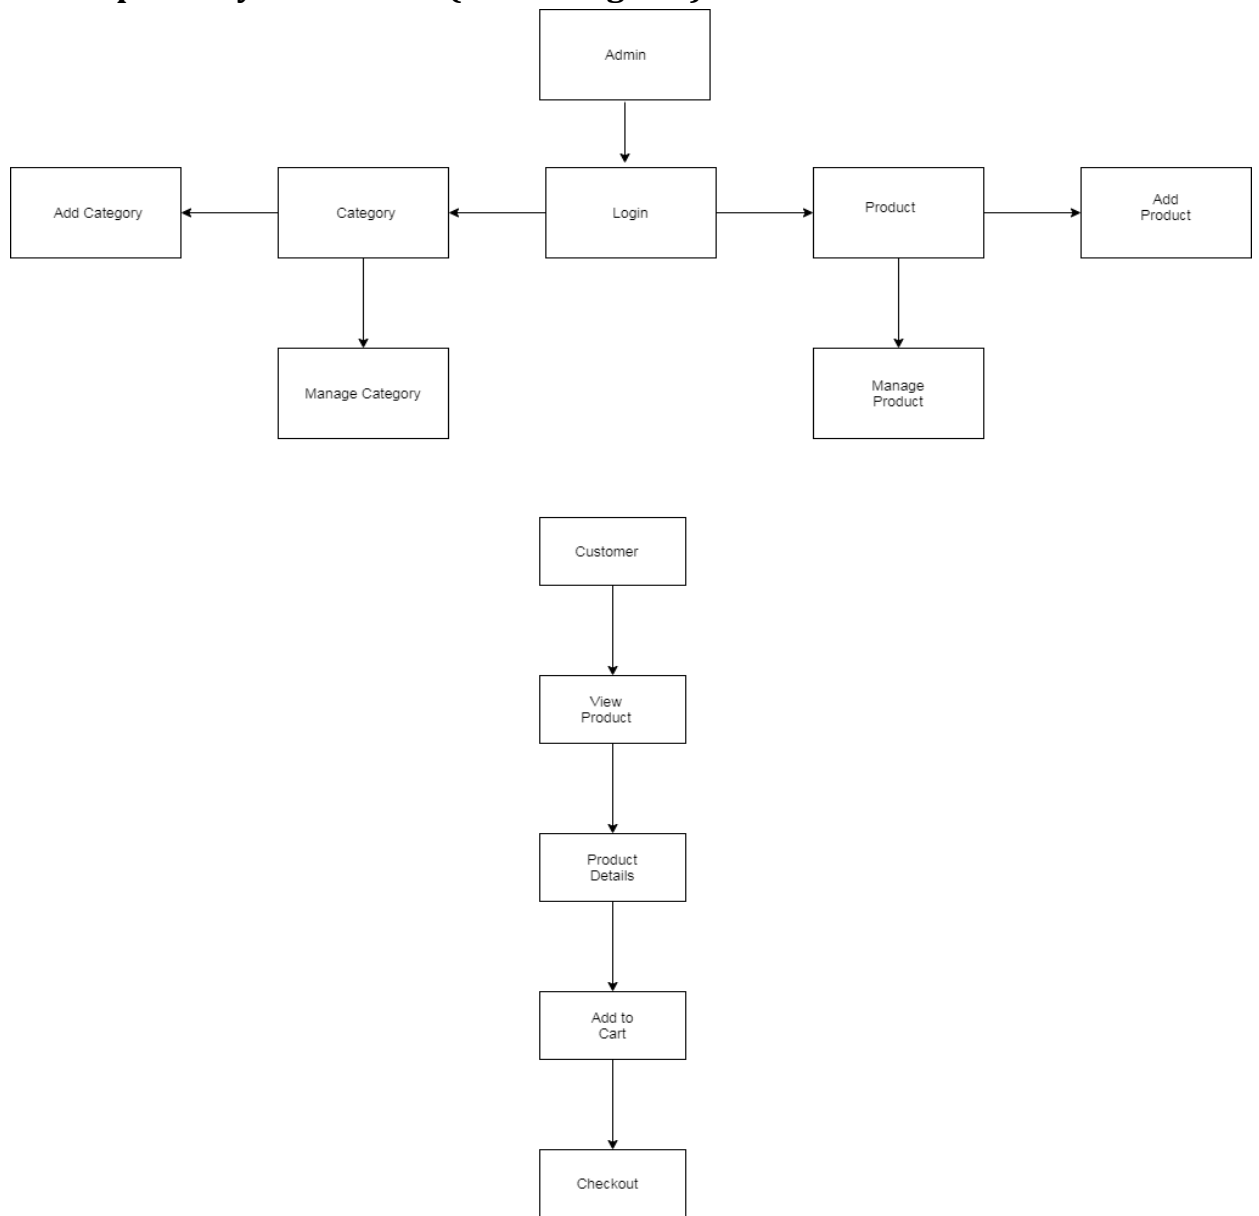 Admin
Add Category
Category
Login
Product
Add
Product
Manage Category
Manage
Product
Customer
View
Product
Product
Details
Add to
Cart
Checkout